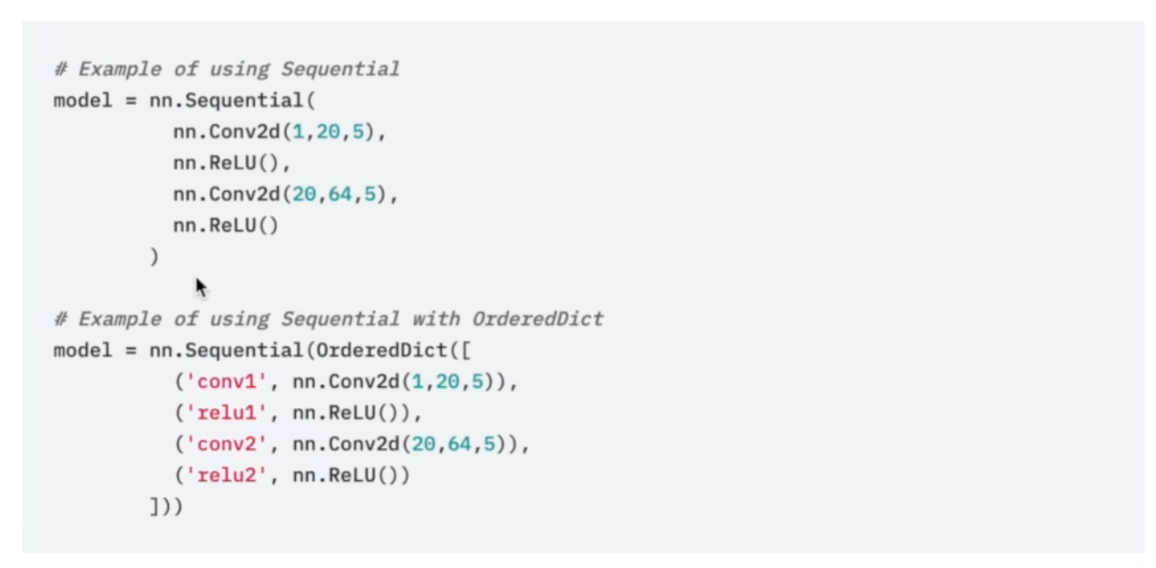 # Example of using Sequential
model = nn.Sequential(
nn.Conv2d(1,20,5),
nn.ReLU(),
nn.Conv2d(20,64,5),
nn.ReLU()
)
# Example of using Sequential with OrderedDict
model = nn.Sequential(OrderedDict([
('conv1', nn.Conv2d(1,20,5)),
('relu1', nn.ReLU()),
('conv2', nn.Conv2d(20,64,5)),
('relu2', nn.ReLU())
]))